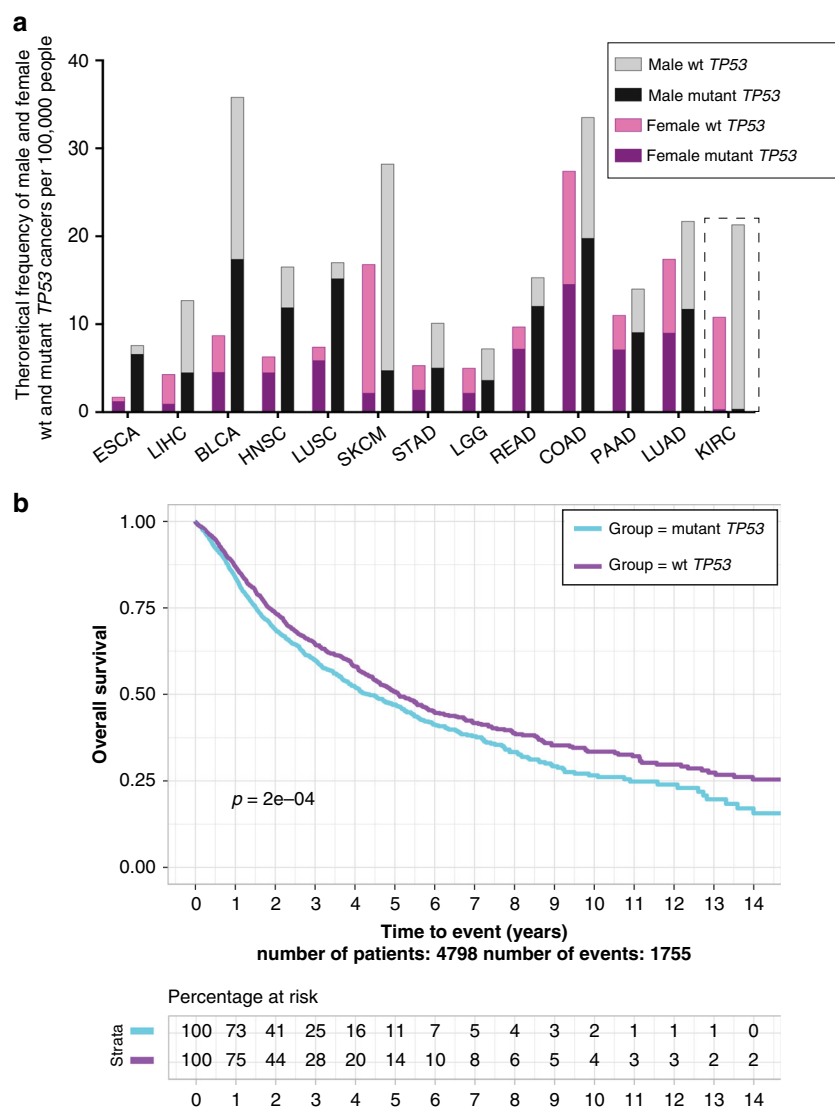 a
Theroretical frequency of male and female
wt and mutant TP53 cancers per 100,000 people
40
30
20
10
0
Male wt TP53
Male mutant TP53
Female wt TP53
Female mutant TP53
ESCA LIHC BLCA HNSC LUSC SKCM STAD LGG READ COAD PAAD LUAD KIRC
b
Overall survival
1.00
0.75
0.50
0.25
0.00
Group = mutant TP53
Group = wt TP53
p = 2e–04
0 1 2 3 4 5 6 7 8 9 10 11 12 13 14
Time to event (years)
number of patients: 4798 number of events: 1755
Percentage at risk
Strata
100 73 41 25 16 11 7 5 4 3 2 1 1 1 0
100 75 44 28 20 14 10 8 6 5 4 3 3 2 2
0 1 2 3 4 5 6 7 8 9 10 11 12 13 14